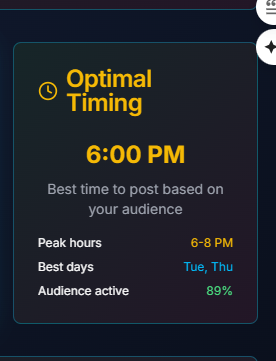 Optimal
Timing
6:00 PM
Best time to post based on
your audience
Peak hours 6-8 PM
Best days Tue, Thu
Audience active 89%